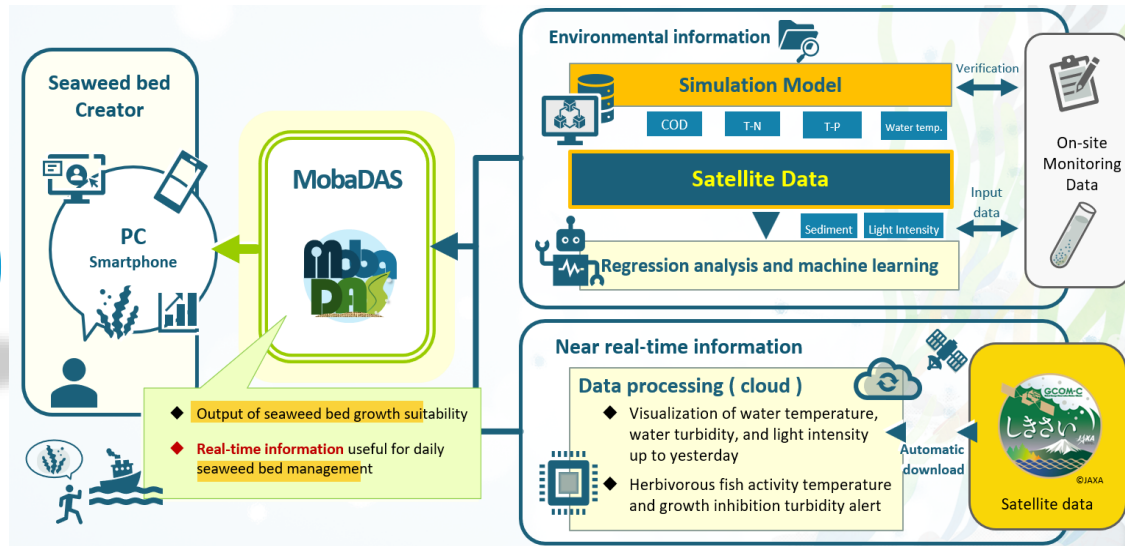 Seaweed bed
Creator
PC
Smartphone
MobaDAS
Moba
DAS
◆ Output of seaweed bed growth suitability
◆ Real-time information useful for daily
seaweed bed management
Environmental information
Simulation Model
COD
T-N
T-P
Water temp.
Satellite Data
Sediment
Light Intensity
Regression analysis and machine learning
Verification
Input
data
On-site
Monitoring
Data
Near real-time information
Data processing ( cloud )
◆ Visualization of water temperature,
water turbidity, and light intensity
up to yesterday
◆ Herbivorous fish activity temperature
and growth inhibition turbidity alert
Automatic
download
GCOM-C
しきさい
JAXA
©JAXA
Satellite data